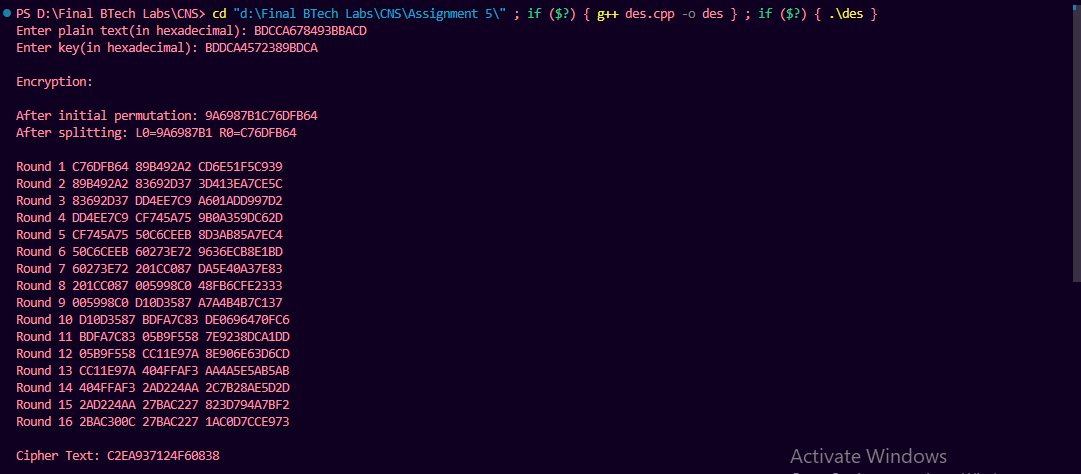 PS D:\Final BTech Labs\CNS> cd "d:\Final BTech Labs\CNS\Assignment 5\" ; if ($?) { g++ des.cpp -o des } ; if ($?) { .\des }
Enter plain text(in hexadecimal): BDCCA678493BBACD
Enter key(in hexadecimal): BDDCA4572389BDCA
Encryption:
After initial permutation: 9A6987B1C76DFB64
After splitting: L0=9A6987B1 R0=C76DFB64
Round 1 C76DFB64 89B492A2 CD6E51F5C939
Round 2 89B492A2 83692D37 3D413EA7CE5C
Round 3 83692D37 DD4EE7C9 A601ADD997D2
Round 4 DD4EE7C9 CF745A75 9B0A359DC62D
Round 5 CF745A75 50C6CEEB 8D3AB85A7EC4
Round 6 50C6CEEB 60273E72 9636ECB8E1BD
Round 7 60273E72 201CC087 DA5E40A37E83
Round 8 201CC087 005998C0 48FB6CFE2333
Round 9 005998C0 D10D3587 A7A4B4B7C137
Round 10 D10D3587 BDFA7C83 DE0696470FC6
Round 11 BDFA7C83 05B9F558 7E9238DCA1DD
Round 12 05B9F558 CC11E97A 8E906E63D6CD
Round 13 CC11E97A 404FFAF3 AA4A5E5AB5AB
Round 14 404FFAF3 2AD224AA 2C7B28AE5D2D
Round 15 2AD224AA 27BAC227 823D794A7BF2
Round 16 2BAC300C 27BAC227 1AC0D7CCE973
Cipher Text: C2EA937124F60838
Activate Windows